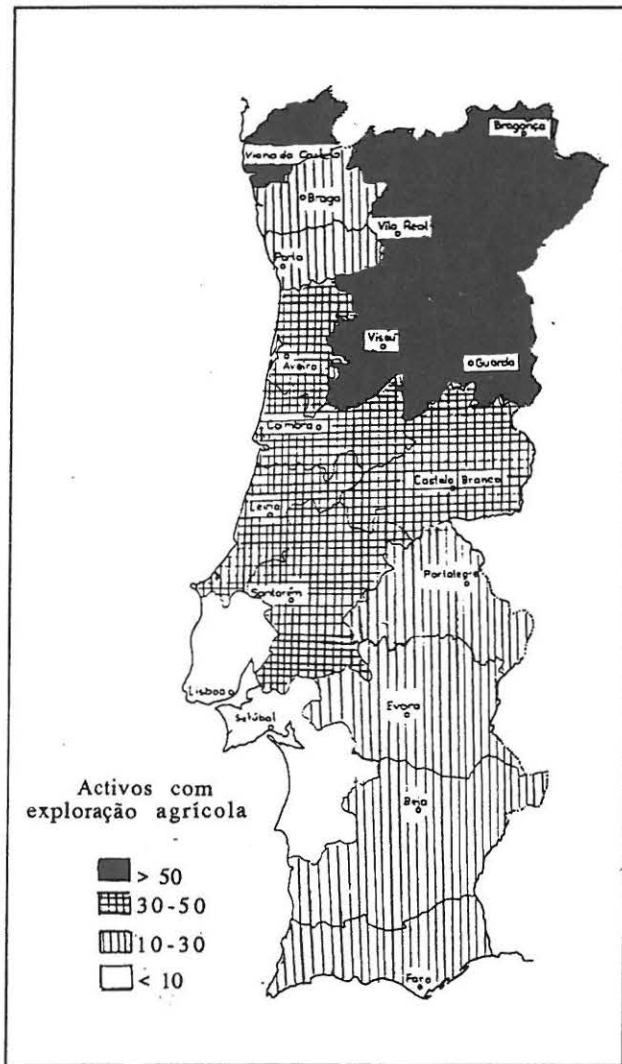 Bragança
Viana do Castelo
Braga
Vila Real
Porto
Viseu
Guarda
Aveiro
Coimbra
Castelo Branco
Leiria
Portalegre
Santarém
Lisboa
Evora
Setúbal
Beja
Faro
Activos com
exploração agrícola
> 50
30-50
10-30
< 10